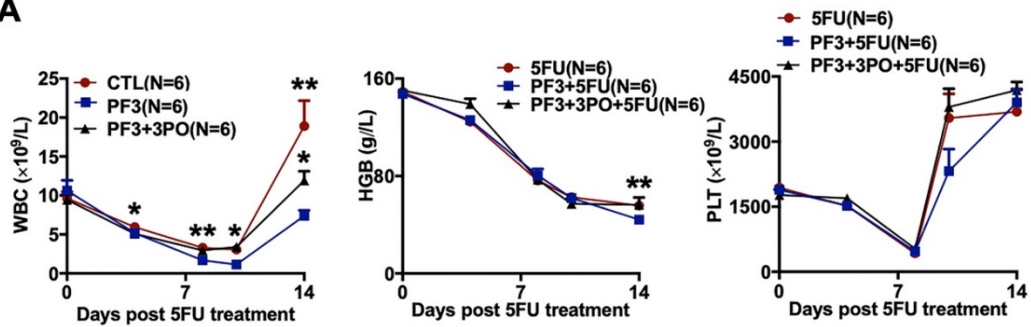 A
CTL(N=6)
PF3(N=6)
PF3+3PO(N=6)
WBC (×10⁹/L)
25
20
15
10
5
0
*
**
*
**
*
0
7
14
Days post 5FU treatment
5FU(N=6)
PF3+5FU(N=6)
PF3+3PO+5FU(N=6)
HGB (g//L)
160
80
0
**
0
7
14
Days post 5FU treatment
5FU(N=6)
PF3+5FU(N=6)
PF3+3PO+5FU(N=6)
PLT (×10⁹/L)
4500
3000
1500
0
0
7
14
Days post 5FU treatment